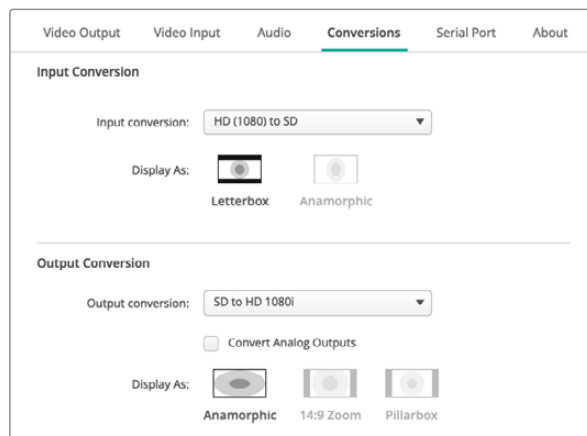 Video Output Video Input Audio Conversions Serial Port About
Input Conversion
Input conversion: HD (1080) to SD
Display As:
Letterbox Anamorphic
Output Conversion
Output conversion: SD to HD 1080i
Convert Analog Outputs
Display As:
Anamorphic 14:9 Zoom Pillarbox